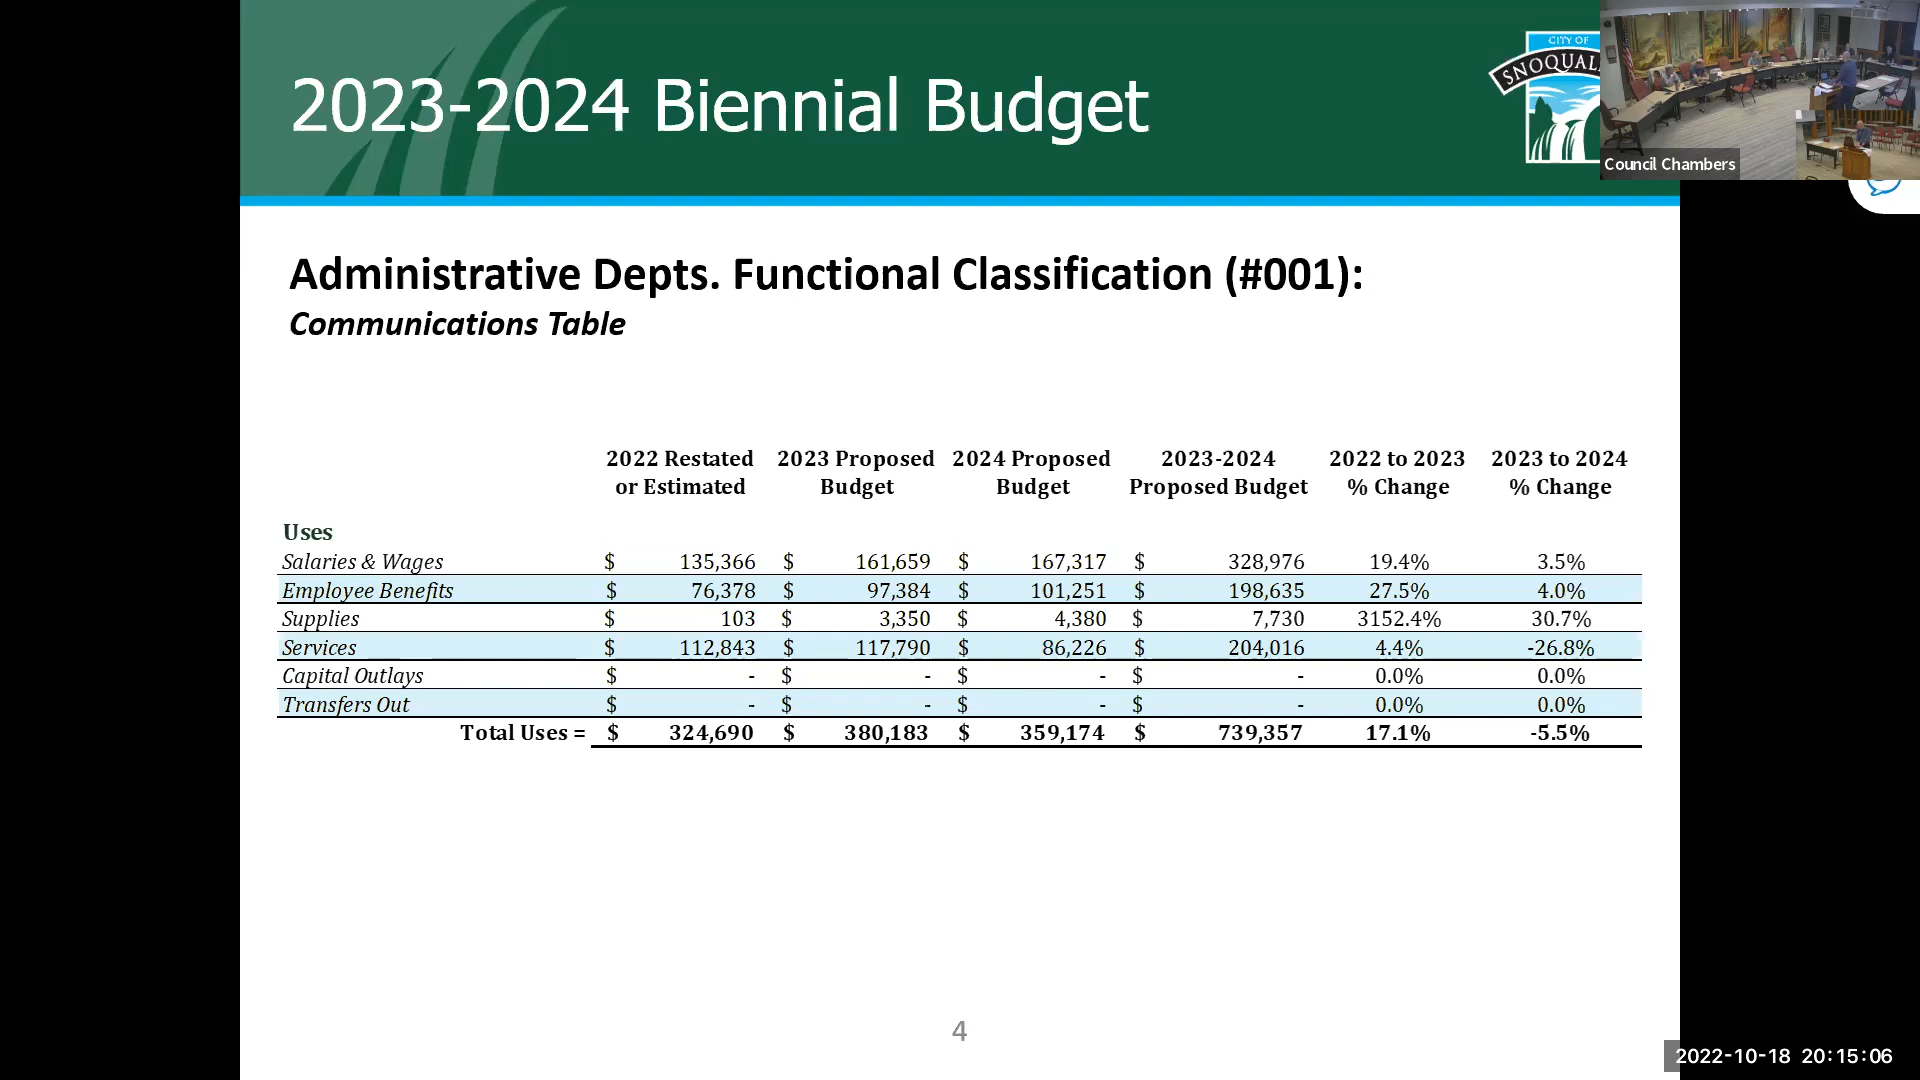 2023-2024 Biennial Budget
CITY OF
Council Chambers
Administrative Depts. Functional Classification (#001):
Communications Table
2022 Restated or Estimated 2023 Proposed Budget 2024 Proposed Budget 2023-2024 Proposed Budget 2022 to 2023 % Change 2023 to 2024 % Change
Uses
Salaries & Wages $ 135,366 $ 161,659 $ 167,317 $ 328,976 19.4% 3.5%
Employee Benefits $ 76,378 $ 97,384 $ 101,251 $ 198,635 27.5% 4.0%
Supplies $ 103 $ 3,350 $ 4,380 $ 7,730 3152.4% 30.7%
Services $ 112,843 $ 117,790 $ 86,226 $ 204,016 4.4% -26.8%
Capital Outlays $ - $ - $ - $ - 0.0% 0.0%
Transfers Out $ - $ - $ - $ - 0.0% 0.0%
Total Uses = $ 324,690 $ 380,183 $ 359,174 $ 739,357 17.1% -5.5%
4
2022-10-18 20:15:06